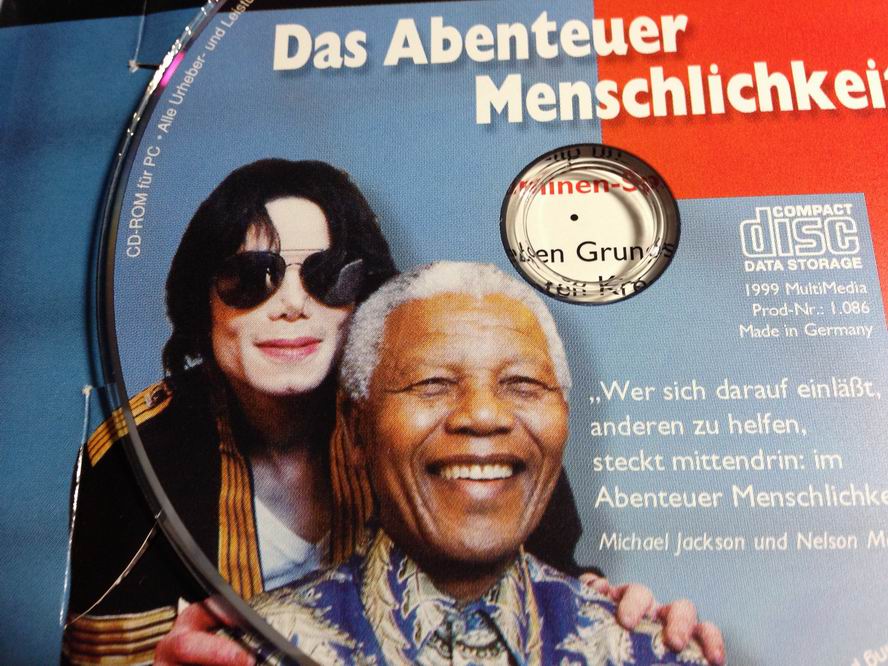 Das Abenteuer
Menschlichkeit
CD-ROM für PC • Alle Urheber- und
COMPACT
disc
DATA STORAGE
1999 MultiMedia
Prod-Nr.: 1.086
Made in Germany
„Wer sich darauf einläßt,
anderen zu helfen,
steckt mittendrin: im
Abenteuer Menschlichke
Michael Jackson und Nelson M